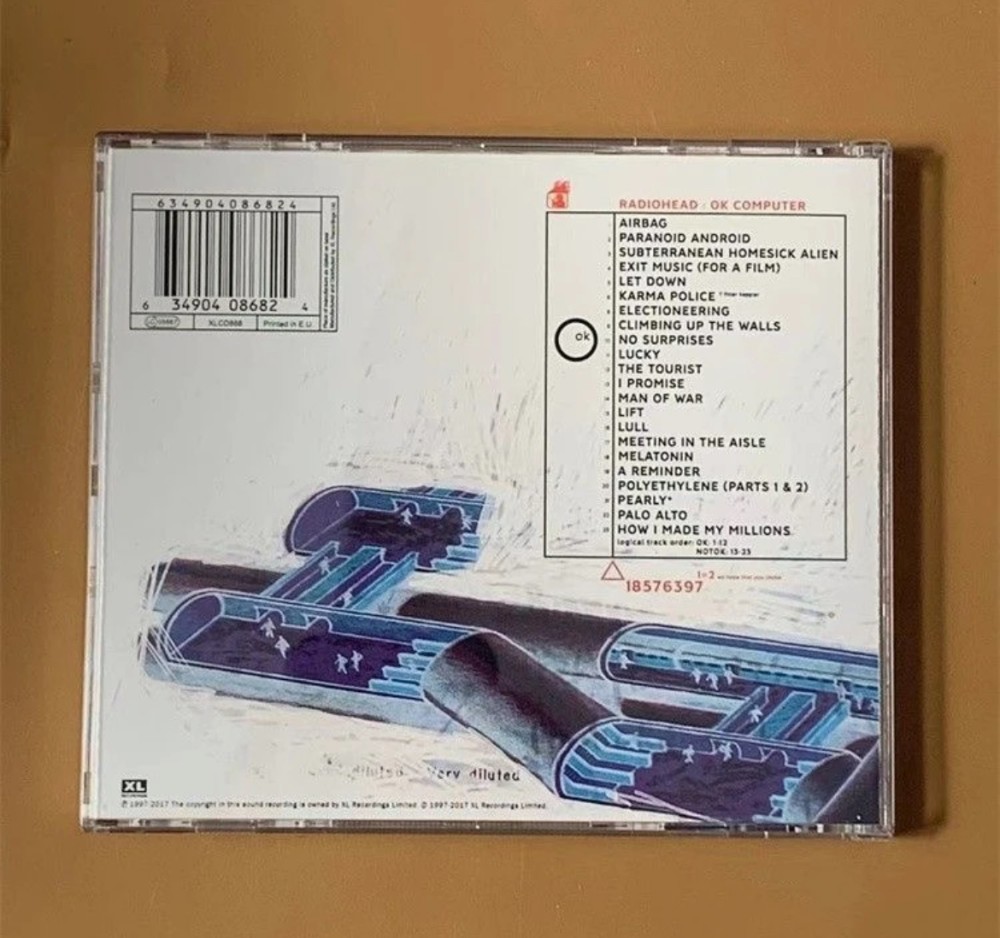 634904086824
6 34904 08682 4
XLCD868
Printed in E.U.
RADIOHEAD : OK COMPUTER
AIRBAG
PARANOID ANDROID
SUBTERRANEAN HOMESICK ALIEN
EXIT MUSIC (FOR A FILM)
LET DOWN
KARMA POLICE
ELECTIONEERING
CLIMBING UP THE WALLS
ok
NO SURPRISES
LUCKY
THE TOURIST
I PROMISE
MAN OF WAR
LIFT
LULL
MEETING IN THE AISLE
MELATONIN
A REMINDER
POLYETHYLENE (PARTS 1 & 2)
PEARLY*
PALO ALTO
HOW I MADE MY MILLIONS
logical track order: OK: 1-12
NOTOK: 13-23
1=2
18576397
diluted very diluted
XL
℗ 1997-2017 The copyright in this sound recording is owned by XL Recordings Limited. © 1997-2017 XL Recordings Limited.